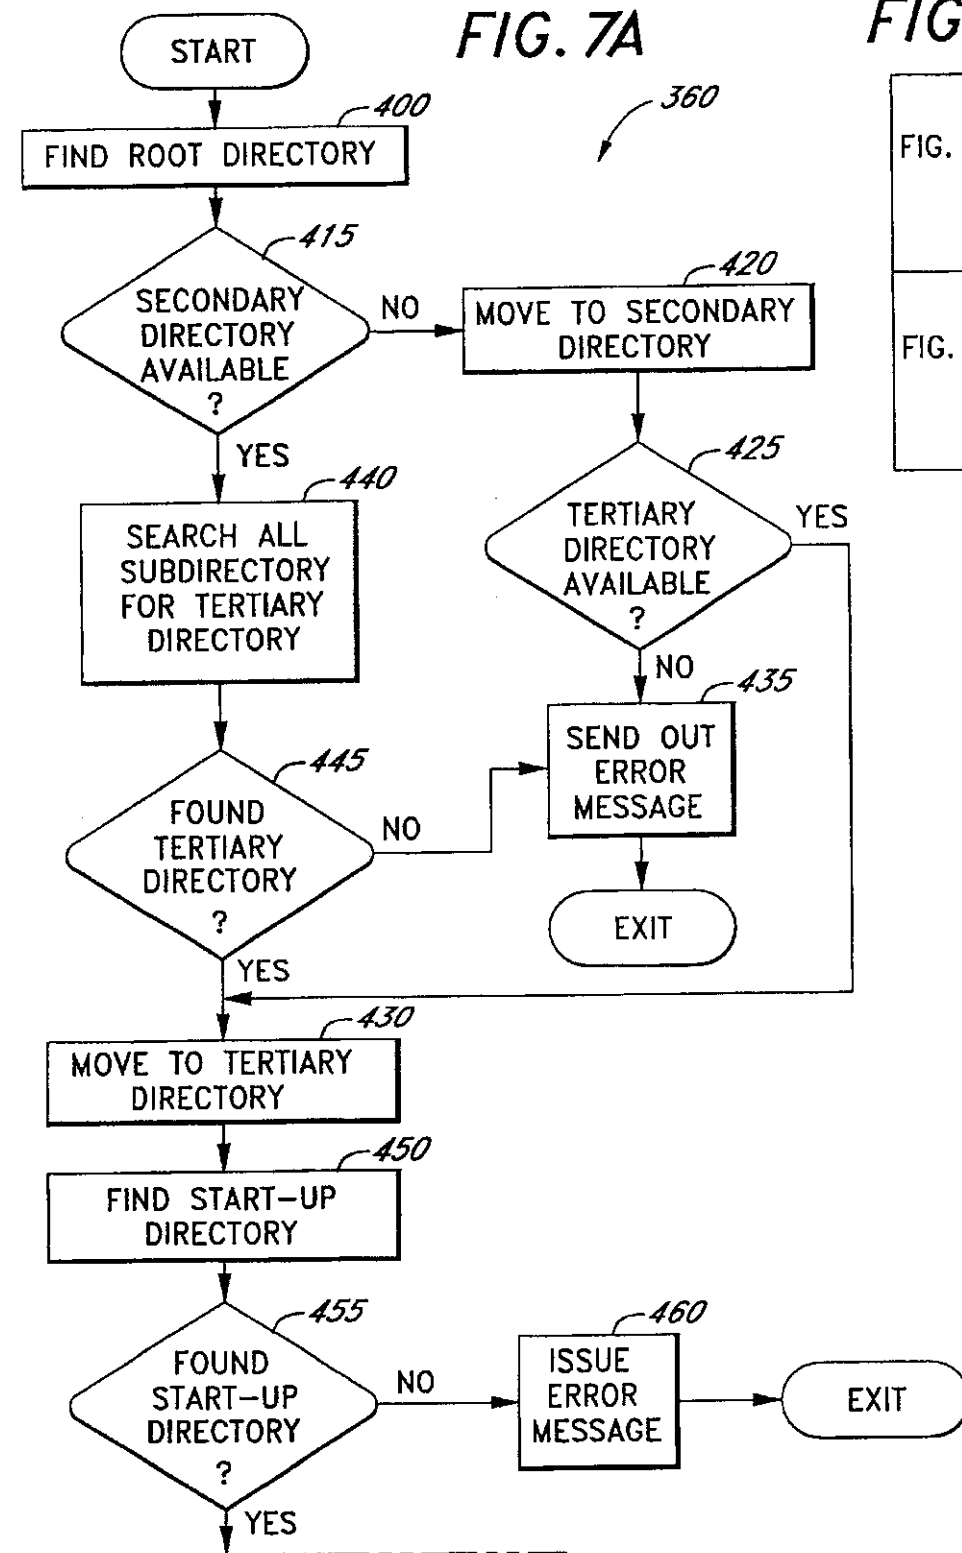 FIG. 7A
FIG
START
360
400
FIND ROOT DIRECTORY
FIG.
415
SECONDARY
DIRECTORY
AVAILABLE
?
NO
420
MOVE TO SECONDARY
DIRECTORY
FIG.
YES
425
TERTIARY
DIRECTORY
AVAILABLE
?
YES
440
SEARCH ALL
SUBDIRECTORY
FOR TERTIARY
DIRECTORY
NO
435
SEND OUT
ERROR
MESSAGE
445
FOUND
TERTIARY
DIRECTORY
?
NO
EXIT
YES
430
MOVE TO TERTIARY
DIRECTORY
450
FIND START-UP
DIRECTORY
455
FOUND
START-UP
DIRECTORY
?
NO
460
ISSUE
ERROR
MESSAGE
EXIT
YES